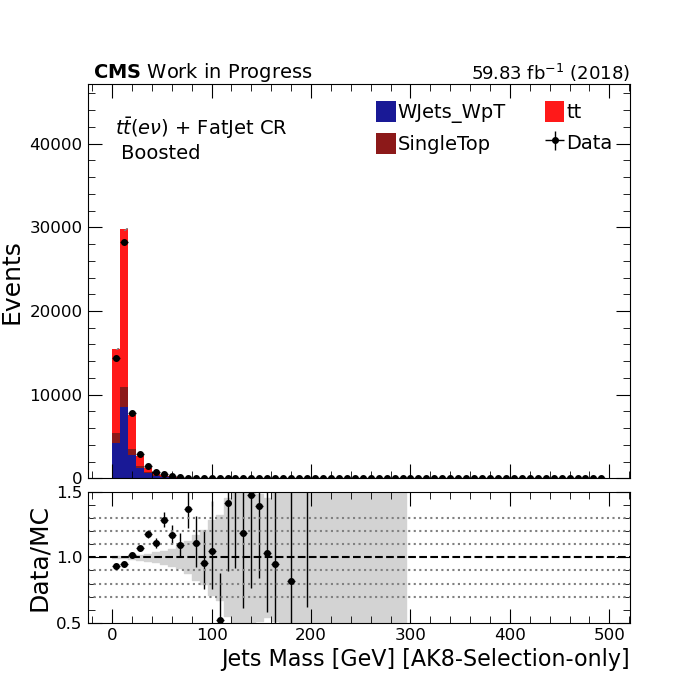 CMS Work in Progress 59.83 fb⁻¹ (2018)
tt̄(eν) + FatJet CR
Boosted
WJets_WpT tt
SingleTop Data
Events
40000
30000
20000
10000
0
Data/MC
1.5
1.0
0.5
0 100 200 300 400 500
Jets Mass [GeV] [AK8-Selection-only]